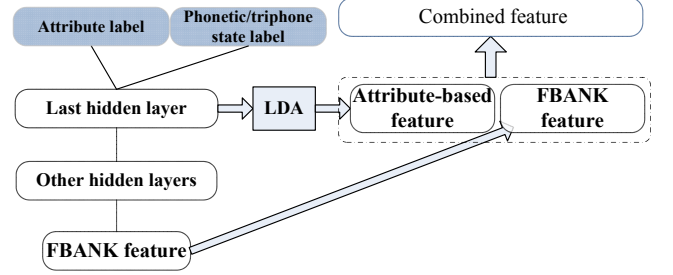 Attribute label
Phonetic/triphone
state label
Combined feature
Last hidden layer
LDA
Attribute-based
feature
FBANK
feature
Other hidden layers
FBANK feature